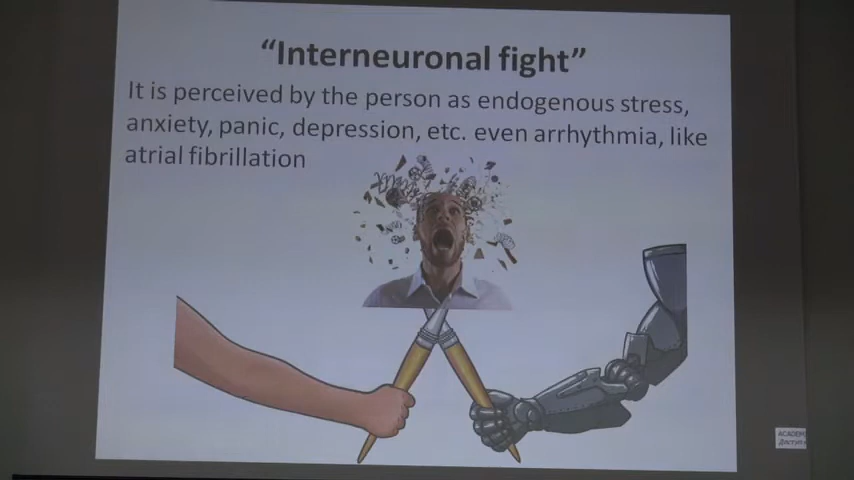 “Interneuronal fight”
It is perceived by the person as endogenous stress,
anxiety, panic, depression, etc. even arrhythmia, like
atrial fibrillation